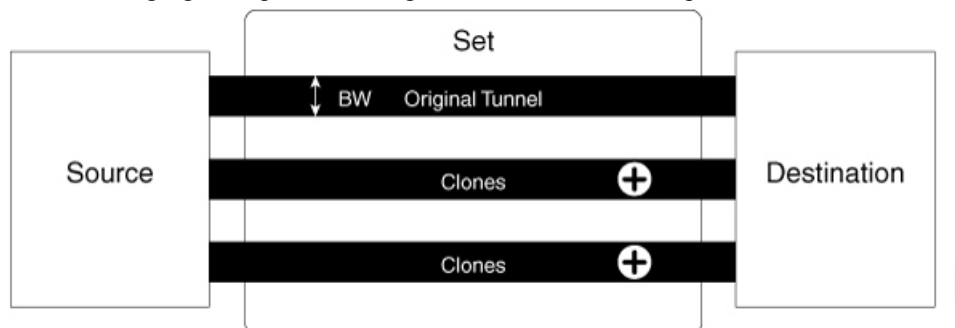 Set
BW Original Tunnel
Source
Clones
Destination
Clones